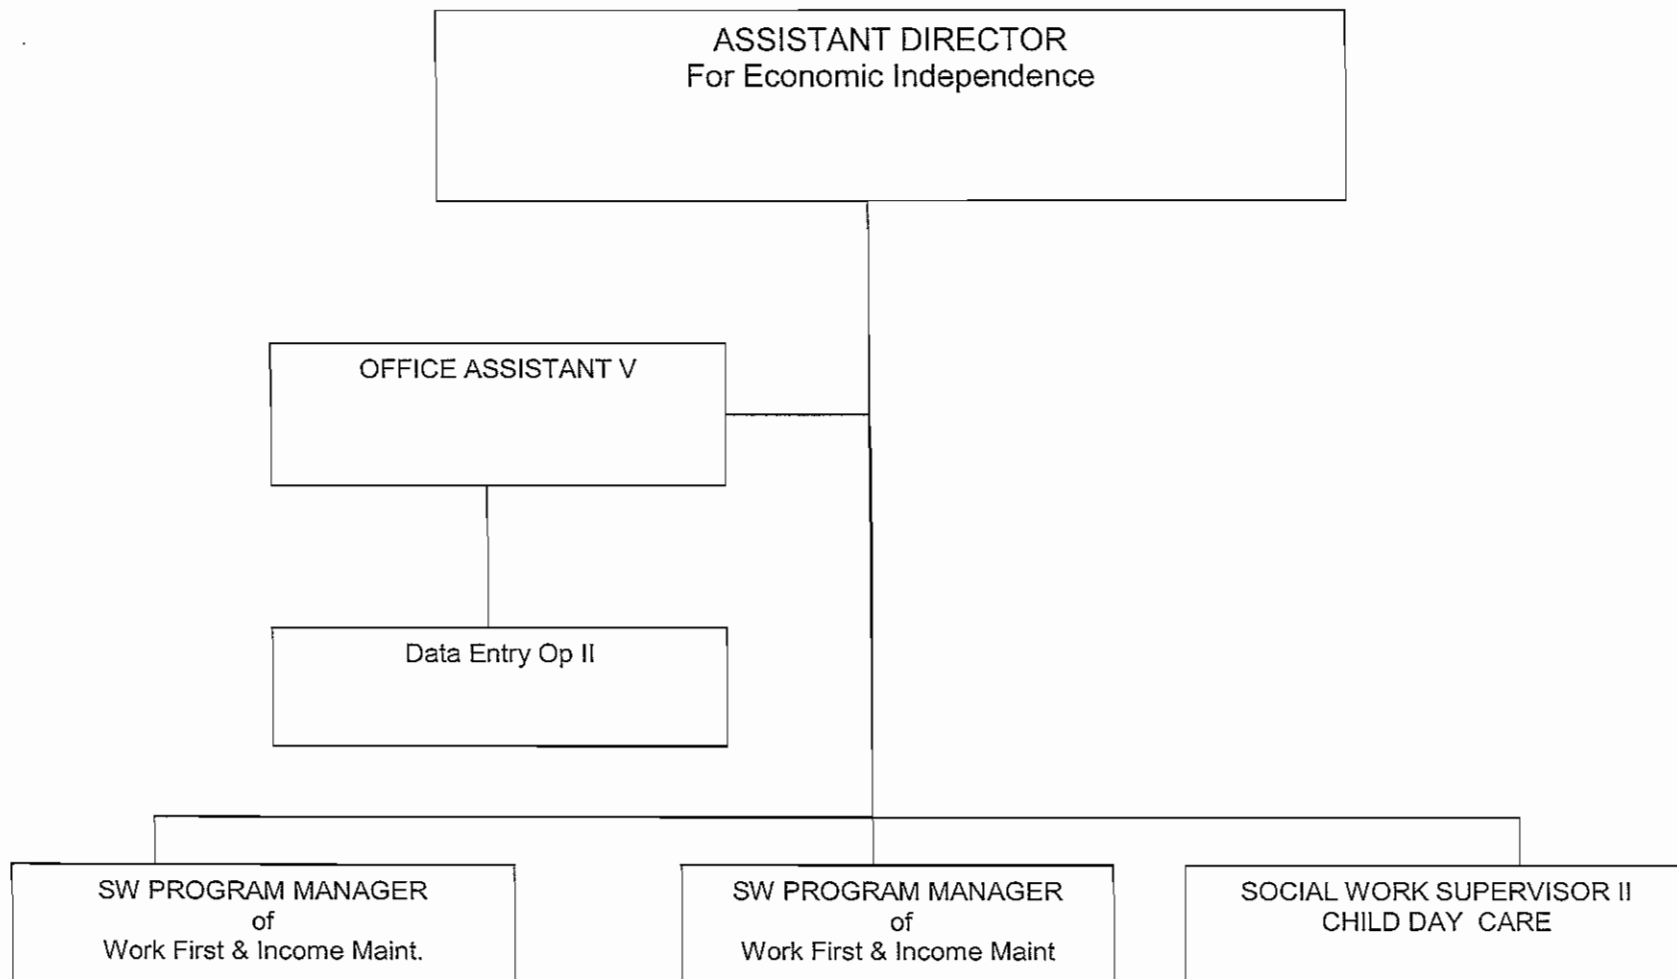 ASSISTANT DIRECTOR
For Economic Independence
OFFICE ASSISTANT V
Data Entry Op II
SW PROGRAM MANAGER
of
Work First & Income Maint.
SW PROGRAM MANAGER
of
Work First & Income Maint
SOCIAL WORK SUPERVISOR II
CHILD DAY CARE